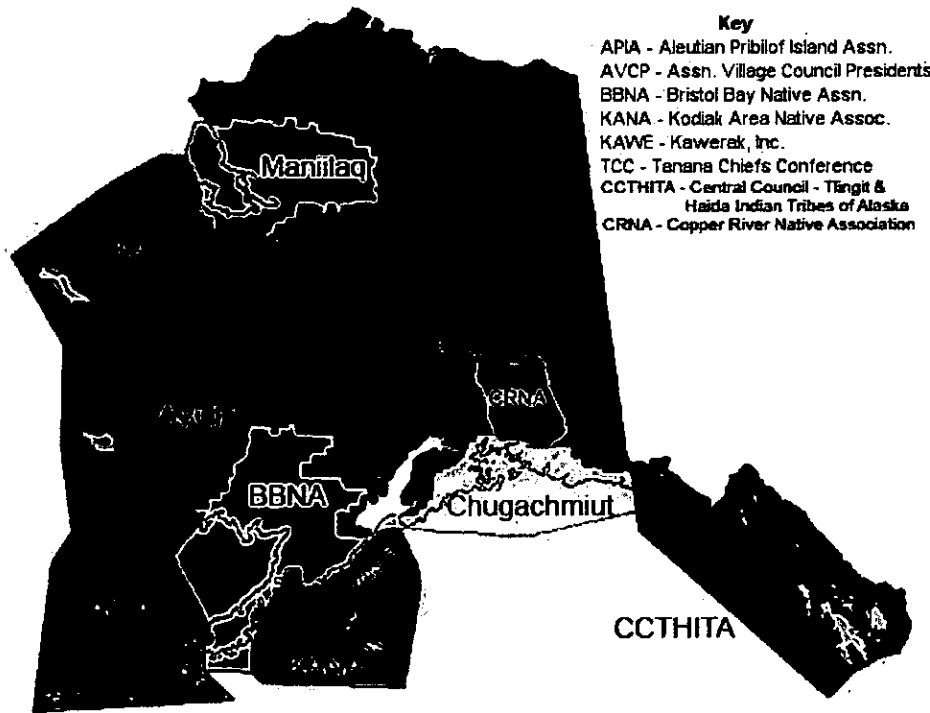 Key
APIA - Aleutian Pribilof Island Assn.
AVCP - Assn. Village Council Presidents
BBNA - Bristol Bay Native Assn.
KANA - Kodiak Area Native Assoc.
KAWE - Kawerak, Inc.
TCC - Tanana Chiefs Conference
CCTHITA - Central Council - Tlingit &
Haida Indian Tribes of Alaska
CRNA - Copper River Native Association
Maniilaq
CRNA
BBNA
Chugachmiut
CCTHITA
KANA